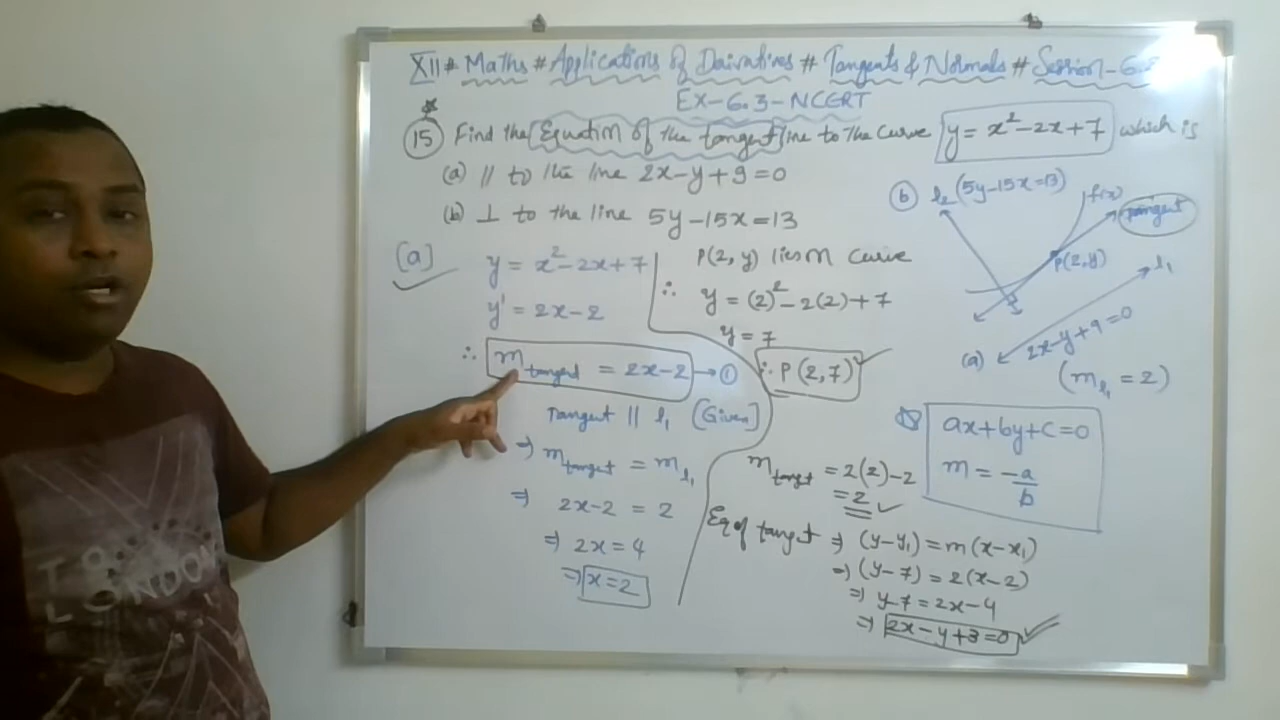 XII # Maths # Applications of Derivatives # Tangents & Normals # Session - 6.
Ex - 6.3 - NCERT
15 Find the Equation of the tangent line to the curve y = x² - 2x + 7 which is
(a) || to the line 2x - y + 9 = 0
(b) ⊥ to the line 5y - 15x = 13
(a)
y = x² - 2x + 7
y' = 2x - 2
∴ m tangent = 2x - 2 → ①
tangent || l₁ [Given]
⇒ m tangent = m l₁
⇒ 2x - 2 = 2
⇒ 2x = 4
⇒ x = 2
P(2, y) lies on curve
∴ y = (2)² - 2(2) + 7
y = 7
∴ P(2, 7)
m tangent = 2(2) - 2
= 2
Eq of tangent ⇒ (y - y₁) = m(x - x₁)
⇒ (y - 7) = 2(x - 2)
⇒ y - 7 = 2x - 4
⇒ 2x - y + 3 = 0
(b) l₂ (5y - 15x = 13)
f(x)
tangent
P(2, y)
l₁
(a) 2x - y + 9 = 0
(m l₁ = 2)
ax + by + c = 0
m = -a/b
TO
LONDON